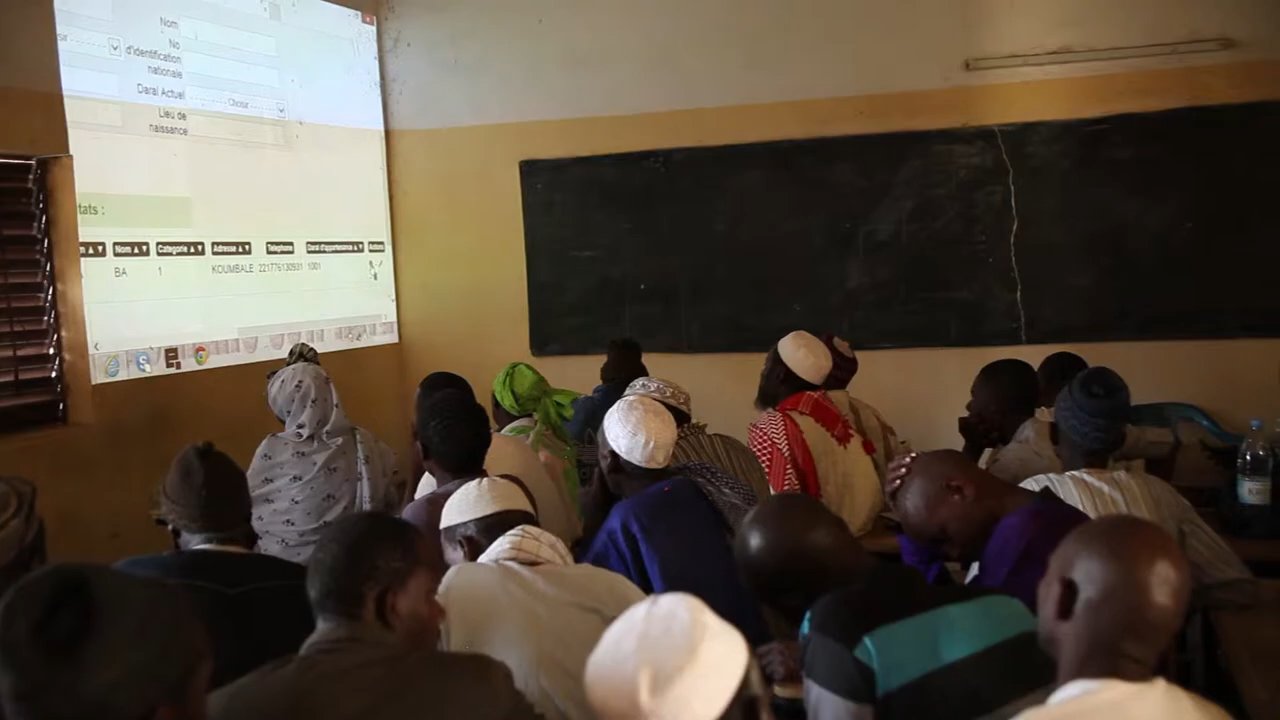 Nom
No
d'identification
nationale
Daral Actuel
Choisir
Lieu de
naissance
tats :
Nom Categorie Adresse Telephone Daral d'appartenance Actions
BA 1 KOUMBALE 221776130931 1001